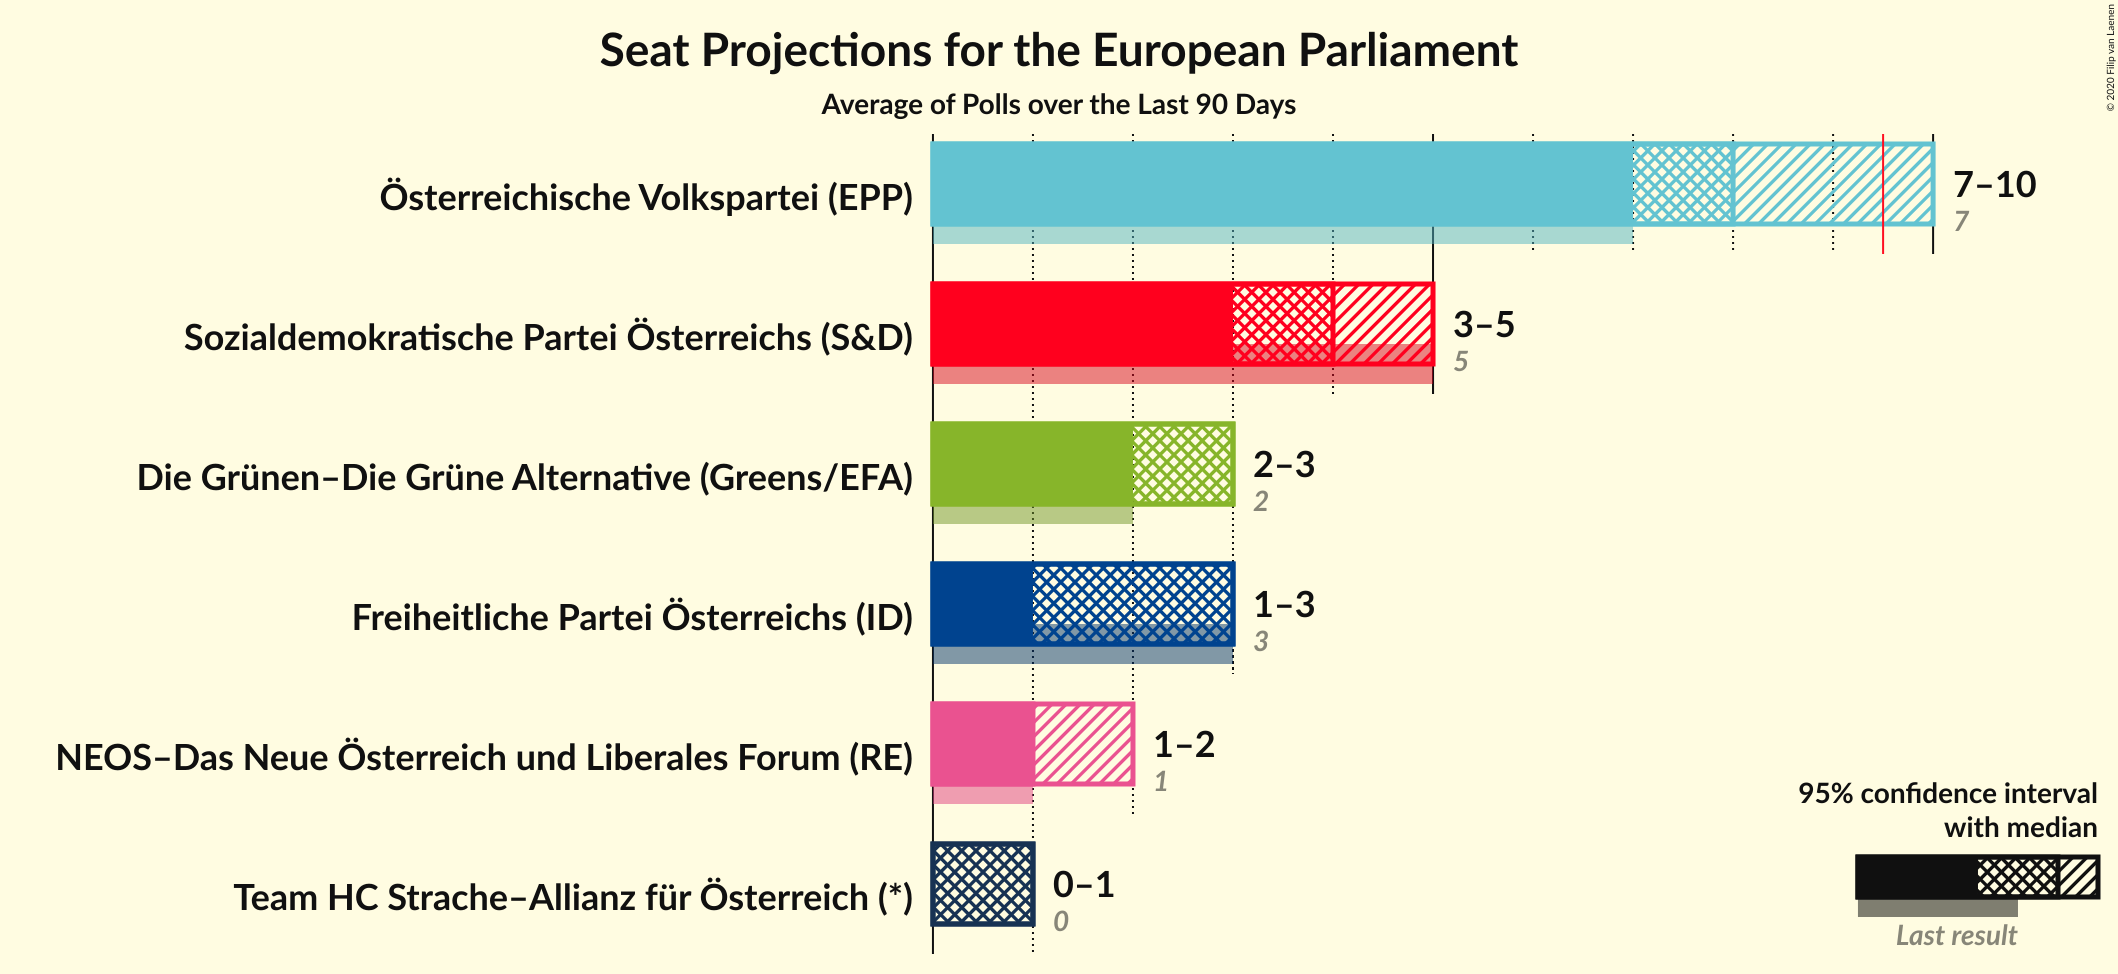 Seat Projections for the European Parliament
Average of Polls over the Last 90 Days
© 2020 Filip van Laenen
Österreichische Volkspartei (EPP)
7–10
7
Sozialdemokratische Partei Österreichs (S&D)
3–5
5
Die Grünen–Die Grüne Alternative (Greens/EFA)
2–3
2
Freiheitliche Partei Österreichs (ID)
1–3
3
NEOS–Das Neue Österreich und Liberales Forum (RE)
1–2
1
Team HC Strache–Allianz für Österreich (*)
0–1
0
95% confidence interval
with median
Last result